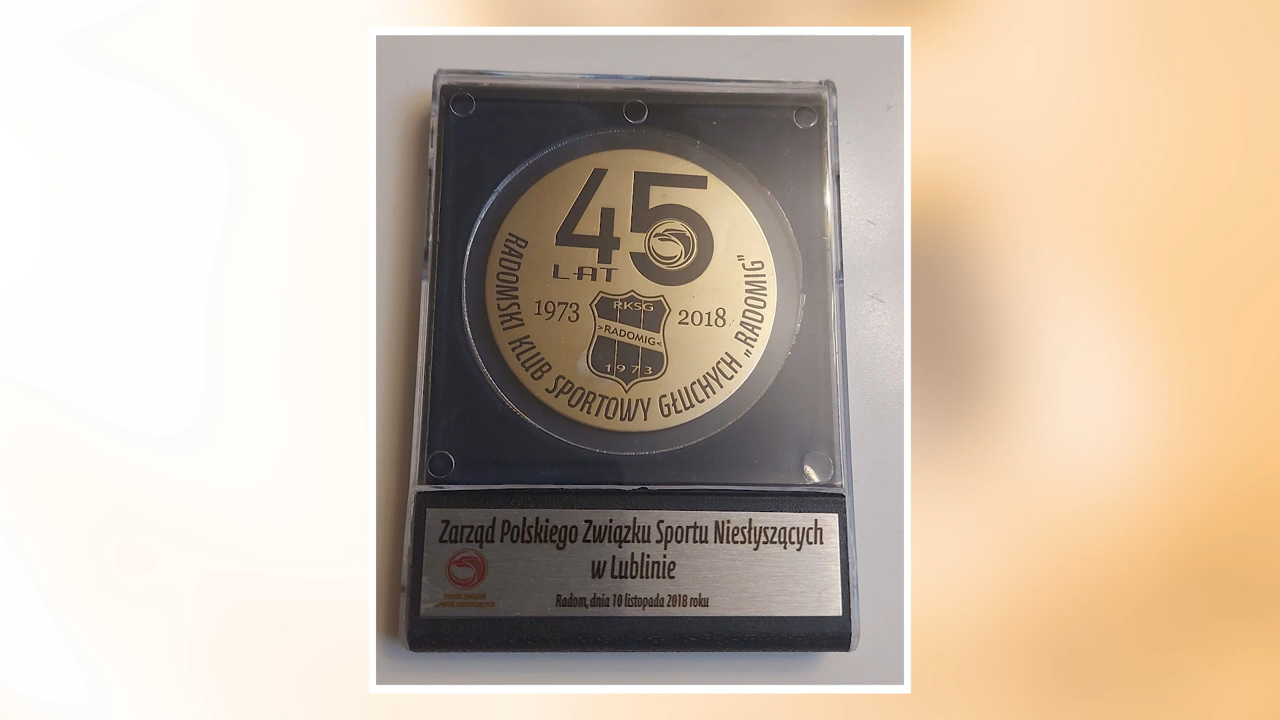 45
LAT
1973
2018
RKSG
>RADOMIG<
1973
RADOMSKI KLUB SPORTOWY GŁUCHYCH „RADOMIG”
Zarząd Polskiego Związku Sportu Niesłyszących
w Lublinie
Radom, dnia 10 listopada 2018 roku